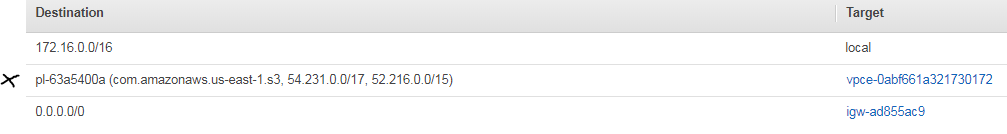 Destination Target
172.16.0.0/16 local
pl-63a5400a (com.amazonaws.us-east-1.s3, 54.231.0.0/17, 52.216.0.0/15) vpce-0abf661a321730172
0.0.0.0/0 igw-ad855ac9